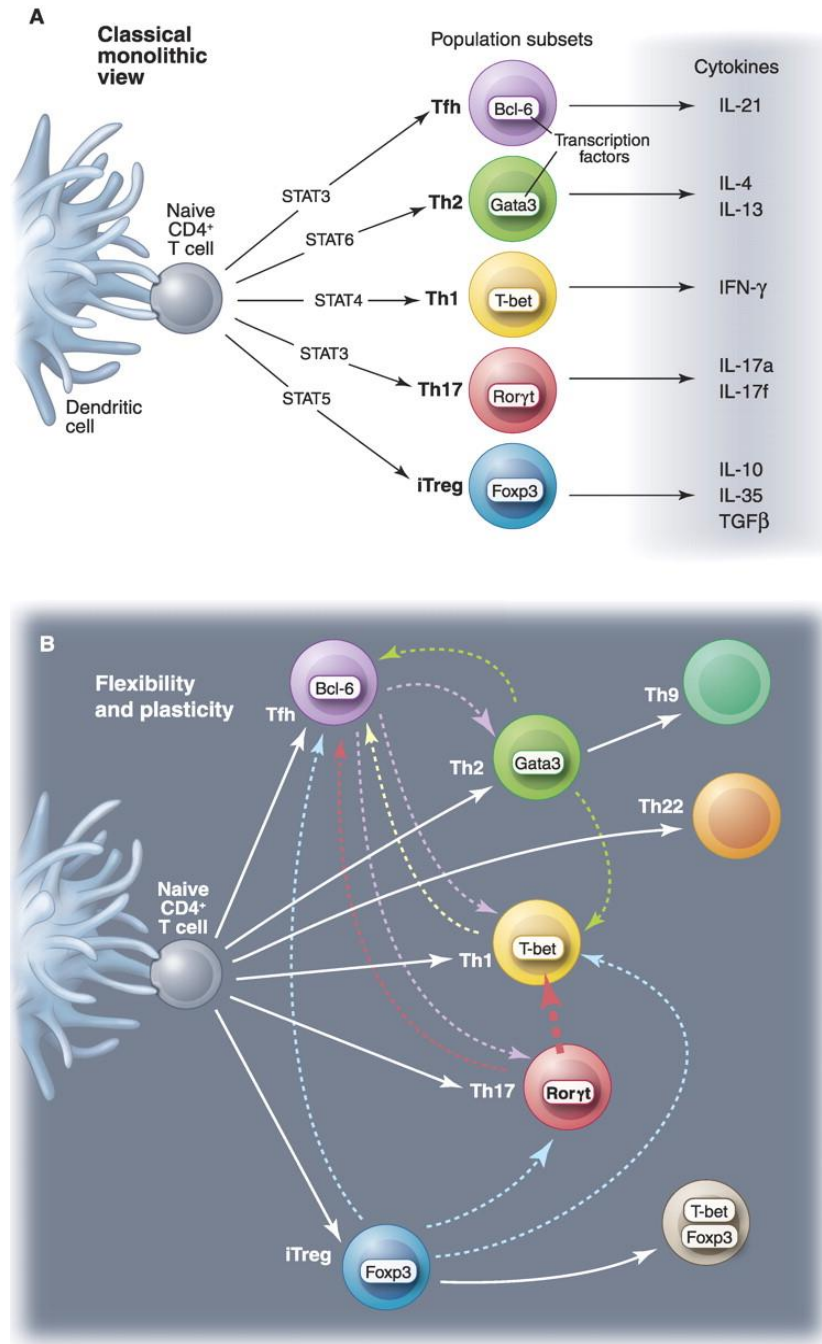 A
Classical
monolithic
view
Population subsets
Cytokines
Tfh
Bcl-6
IL-21
Transcription
factors
STAT3
Naive
CD4+
T cell
Th2
Gata3
IL-4
IL-13
STAT6
STAT4
Th1
T-bet
IFN-γ
STAT3
Th17
Rorγt
IL-17a
IL-17f
STAT5
Dendritic
cell
iTreg
Foxp3
IL-10
IL-35
TGFβ
B
Flexibility
and plasticity
Bcl-6
Tfh
Th9
Th2
Gata3
Th22
Naive
CD4+
T cell
Th1
T-bet
Th17
Rorγt
iTreg
Foxp3
T-bet
Foxp3